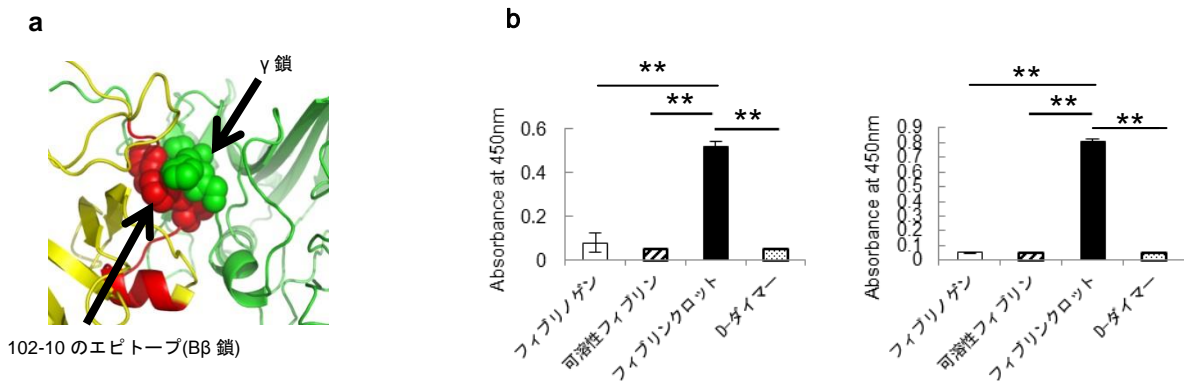 a
γ 鎖
102-10 のエピトープ(Bβ 鎖)
b
**
**
**
Absorbance at 450nm
0.6
0.4
0.2
0
フィブリノゲン
可溶性フィブリン
フィブリンクロット
D-ダイマー
**
**
**
Absorbance at 450nm
0.9
0.8
0.7
0.6
0.5
0.4
0.3
0.2
0.1
0
フィブリノゲン
可溶性フィブリン
フィブリンクロット
D-ダイマー